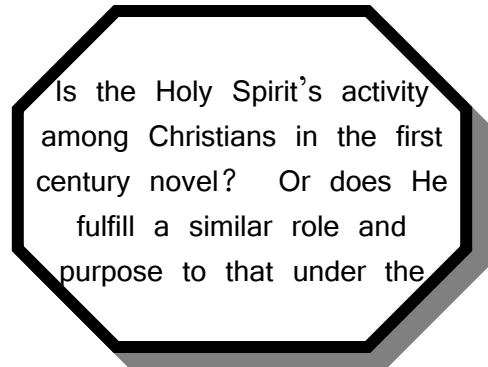 Is the Holy Spirit's activity
among Christians in the first
century novel? Or does He
fulfill a similar role and
purpose to that under the